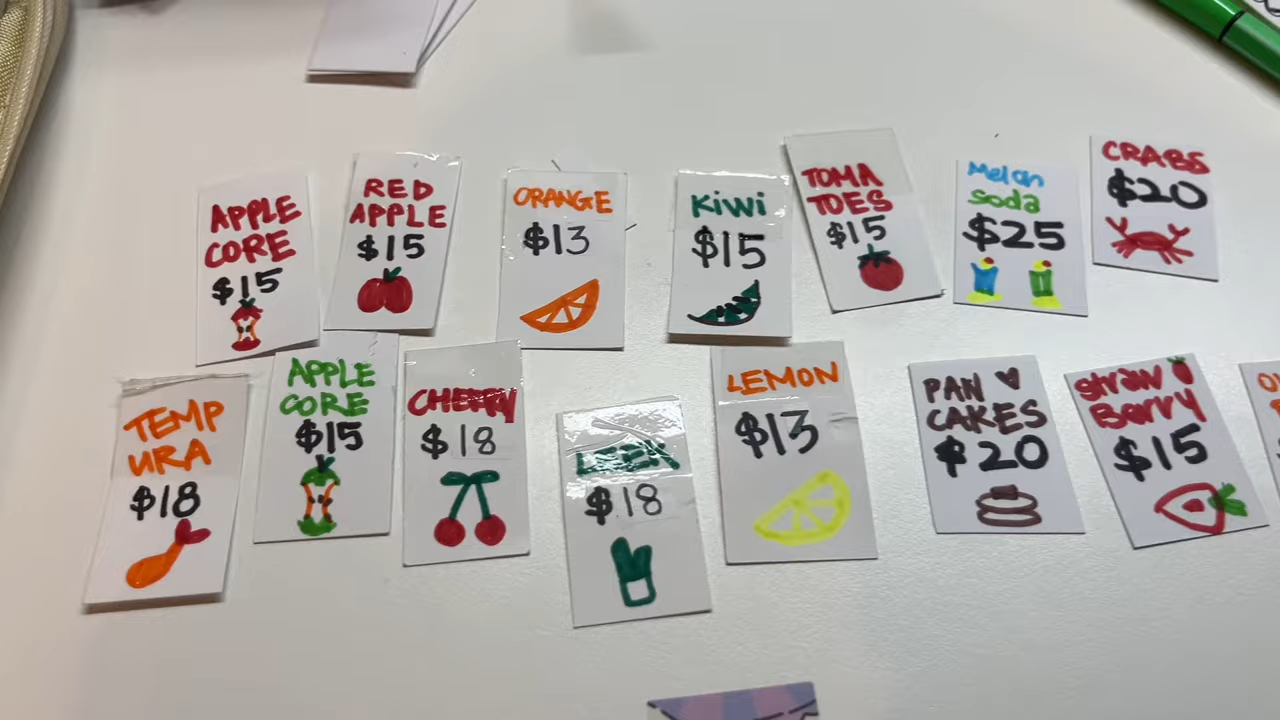 APPLE
CORE
$15
RED
APPLE
$15
ORANGE
$13
KiWi
$15
TOMA
TOES
$15
Melon
Soda
$25
CRABS
$20
TEMP
URA
$18
APPLE
CORE
$15
CHERRY
$18
LEEK
$18
LEMON
$13
PAN
CAKES
$20
Straw
Berry
$15